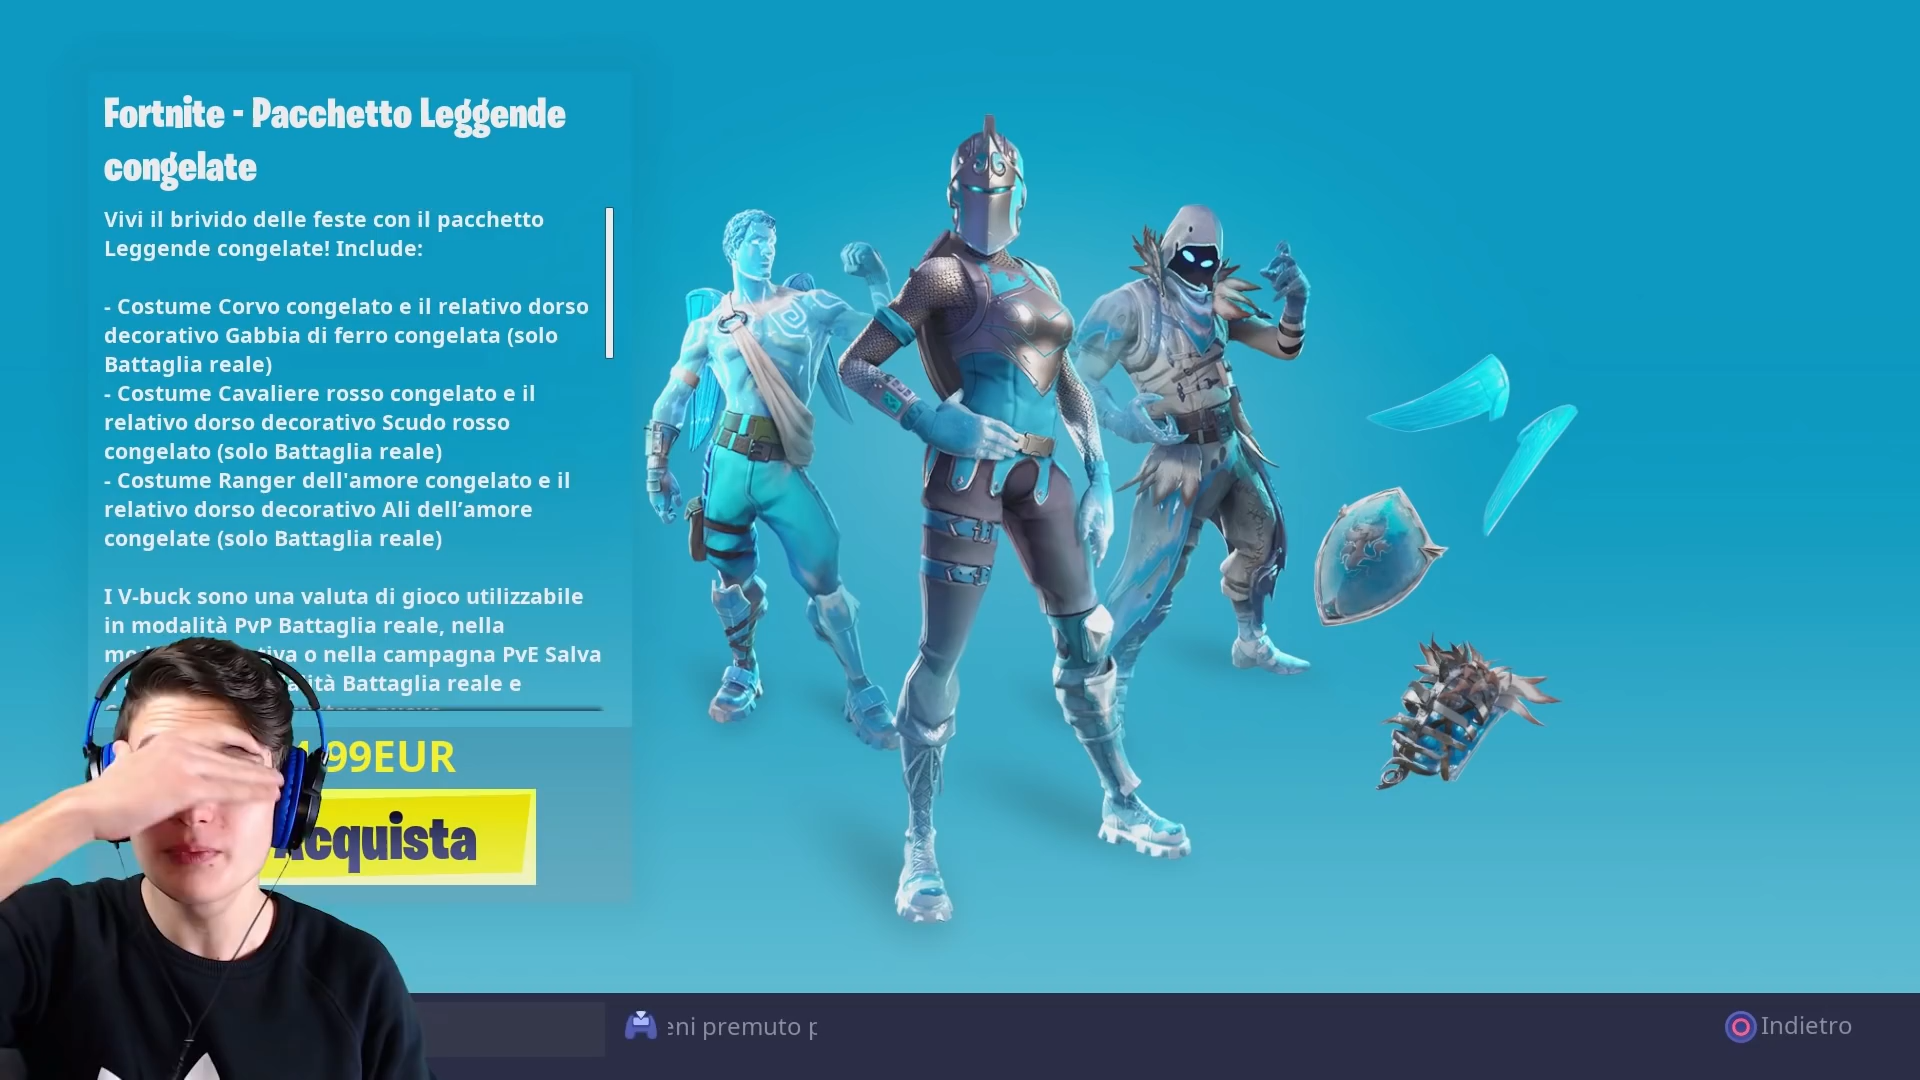 Fortnite - Pacchetto Leggende
congelate
Vivi il brivido delle feste con il pacchetto
Leggende congelate! Include:
- Costume Corvo congelato e il relativo dorso
decorativo Gabbia di ferro congelata (solo
Battaglia reale)
- Costume Cavaliere rosso congelato e il
relativo dorso decorativo Scudo rosso
congelato (solo Battaglia reale)
- Costume Ranger dell'amore congelato e il
relativo dorso decorativo Ali dell’amore
congelate (solo Battaglia reale)
I V-buck sono una valuta di gioco utilizzabile
in modalità PvP Battaglia reale, nella
o nella campagna PvE Salva
Battaglia reale e
99EUR
Acquista
premuto
Indietro